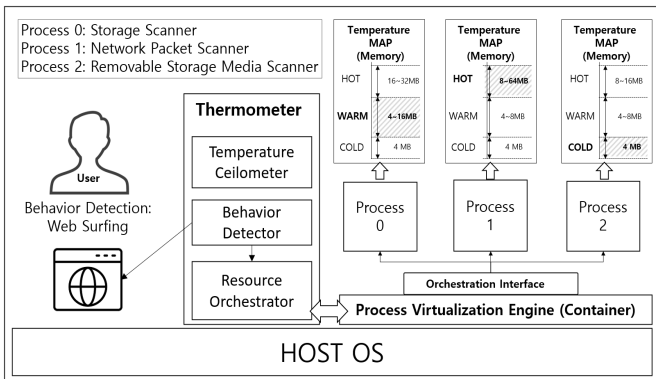 Process 0: Storage Scanner
Process 1: Network Packet Scanner
Process 2: Removable Storage Media Scanner
User
Behavior Detection:
Web Surfing
Thermometer
Temperature
Ceilometer
Behavior
Detector
Resource
Orchestrator
Temperature
MAP
(Memory)
HOT 16~32MB
WARM 4~16MB
COLD 4 MB
Process
0
Temperature
MAP
(Memory)
HOT 8~64MB
WARM 4~8MB
COLD 4 MB
Process
1
Temperature
MAP
(Memory)
HOT 8~16MB
WARM 4~8MB
COLD 4 MB
Process
2
Orchestration Interface
Process Virtualization Engine (Container)
HOST OS